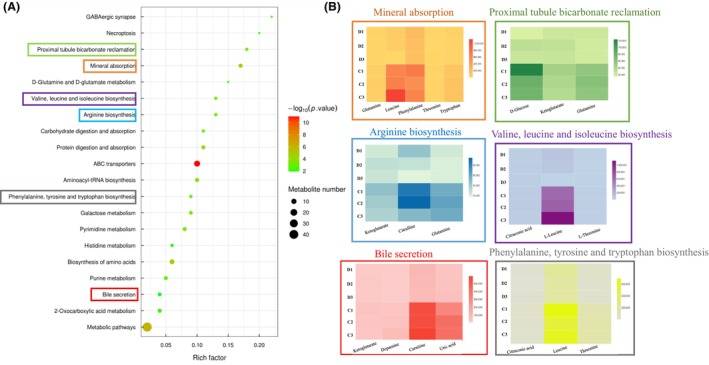 (A)
GABAergic synapse
Necroptosis
Proximal tubule bicarbonate reclamation
Mineral absorption
D-Glutamine and D-glutamate metabolism
Valine, leucine and isoleucine biosynthesis
Arginine biosynthesis
Carbohydrate digestion and absorption
Protein digestion and absorption
ABC transporters
Aminoacyl-tRNA biosynthesis
Phenylalanine, tyrosine and tryptophan biosynthesis
Galactose metabolism
Pyrimidine metabolism
Histidine metabolism
Biosynthesis of amino acids
Purine metabolism
Bile secretion
2-Oxocarboxylic acid metabolism
Metabolic pathways
0.05 0.10 0.15 0.20
Rich factor
−log10(p.value)
11
9
7
5
3
Metabolite number
10
20
30
40
(B)
Mineral absorption
D1
D2
D3
C1
C2
C3
Glutamine Leucine Phenylalanine Threonine Tryptophan
Proximal tubule bicarbonate reclamation
D1
D2
D3
C1
C2
C3
D-Glucose Ketoglutarate Glutamine
Arginine biosynthesis
D1
D2
D3
C1
C2
C3
Ketoglutarate Citrulline Glutamine
Valine, leucine and isoleucine biosynthesis
D1
D2
D3
C1
C2
C3
Citraconic acid L-Leucine L-Threonine
Bile secretion
D1
D2
D3
C1
C2
C3
Ketoglutarate Dopamine Carnitine Uric acid
Phenylalanine, tyrosine and tryptophan biosynthesis
D1
D2
D3
C1
C2
C3
Citraconic acid Leucine Threonine